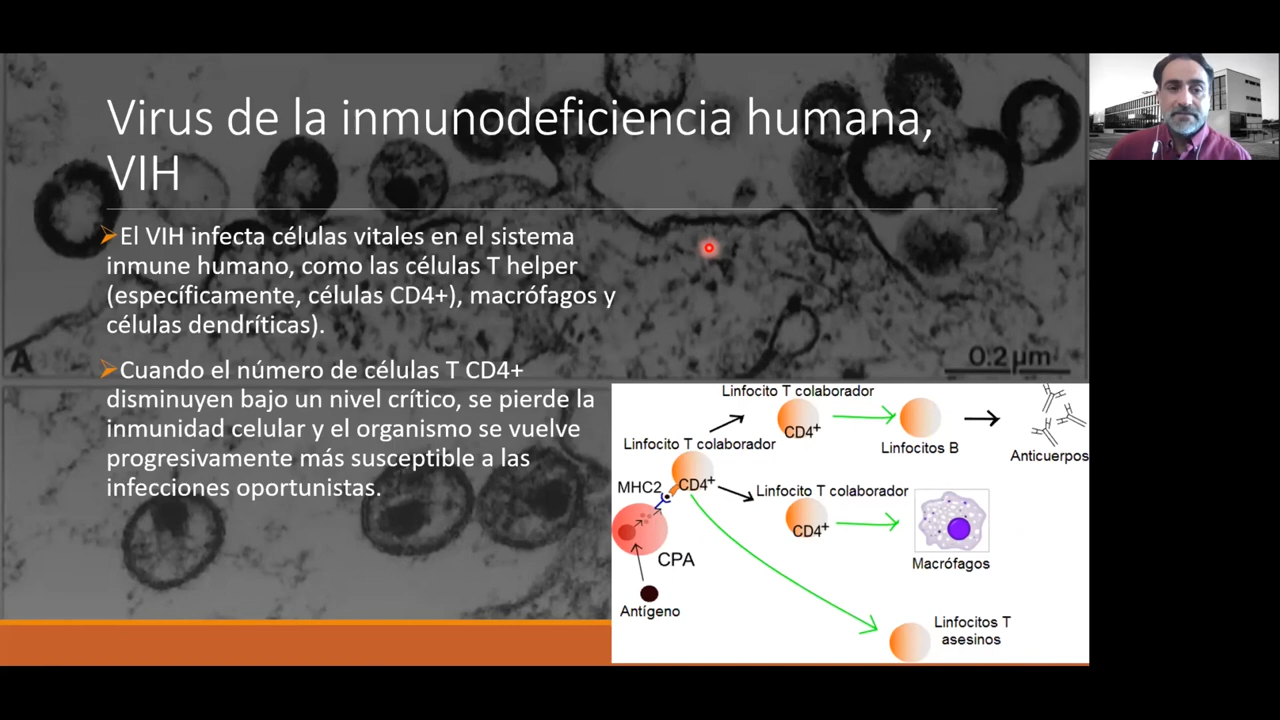 Virus de la inmunodeficiencia humana,
VIH
El VIH infecta células vitales en el sistema
inmune humano, como las células T helper
(específicamente, células CD4+), macrófagos y
células dendríticas).
Cuando el número de células T CD4+
disminuyen bajo un nivel crítico, se pierde la
inmunidad celular y el organismo se vuelve
progresivamente más susceptible a las
infecciones oportunistas.
A
0.2 µm
Linfocito T colaborador
CD4+
Linfocitos B
Anticuerpos
Linfocito T colaborador
CD4+
MHC2
CPA
Antígeno
Linfocito T colaborador
CD4+
Macrófagos
Linfocitos T
asesinos